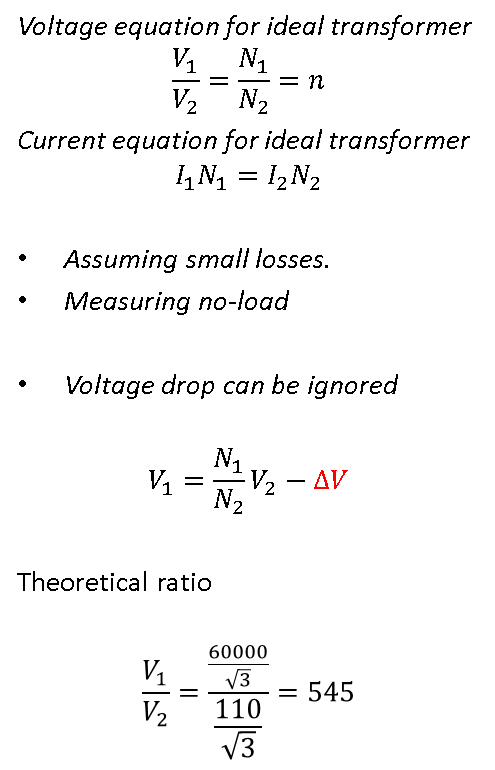 Voltage equation for ideal transformer
V₁/V₂ = N₁/N₂ = n
Current equation for ideal transformer
I₁N₁ = I₂N₂
• Assuming small losses.
• Measuring no-load
• Voltage drop can be ignored
V₁ = N₁/N₂ V₂ − ΔV
Theoretical ratio
V₁/V₂ = (60000/√3)/(110/√3) = 545